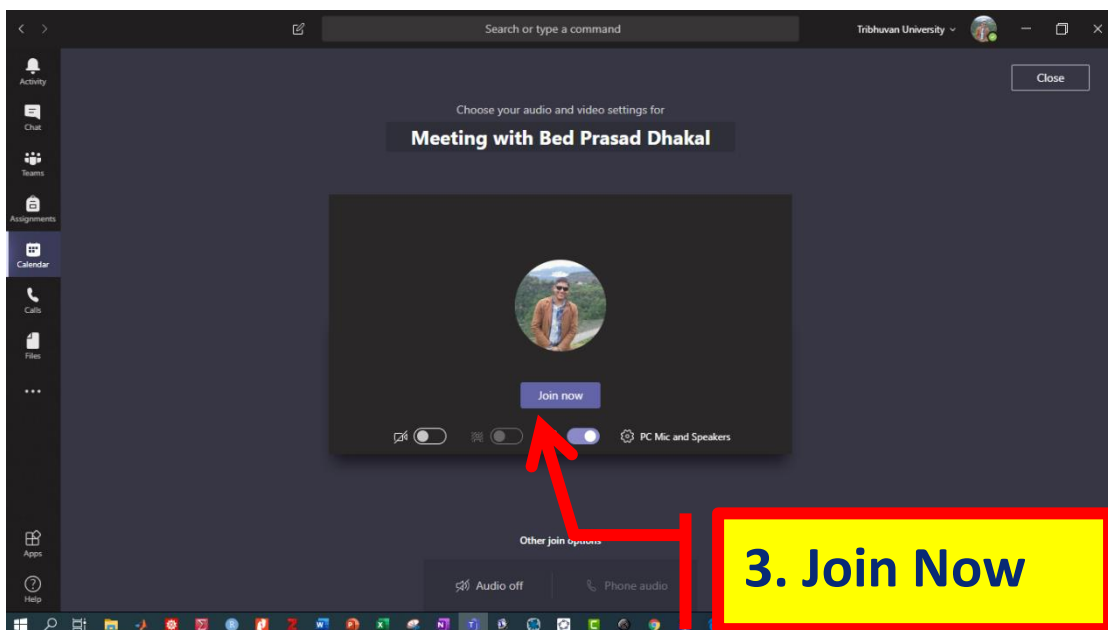 Search or type a command
Tribhuvan University
Activity
Chat
Teams
Assignments
Calendar
Calls
Files
Apps
Help
Close
Choose your audio and video settings for
Meeting with Bed Prasad Dhakal
Join now
PC Mic and Speakers
Other join options
Audio off
Phone audio
3. Join Now